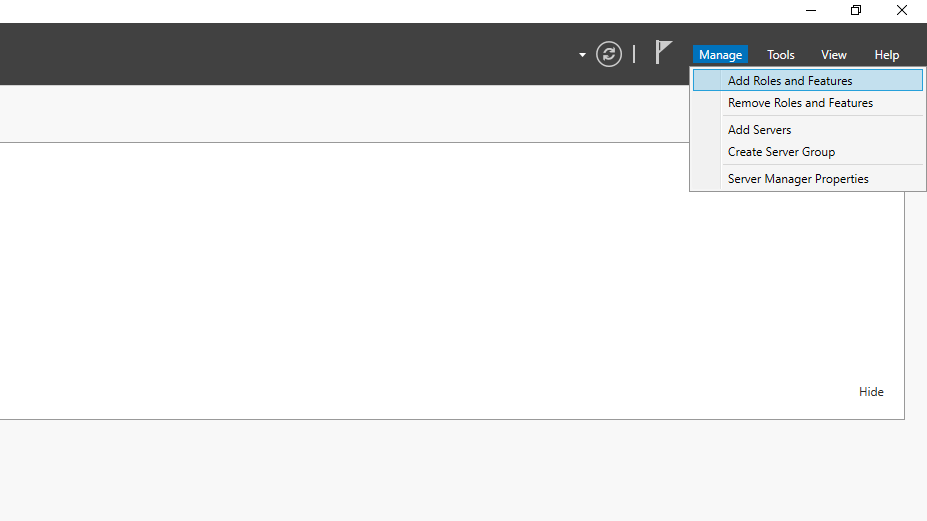 Manage Tools View Help
Add Roles and Features
Remove Roles and Features
Add Servers
Create Server Group
Server Manager Properties
Hide